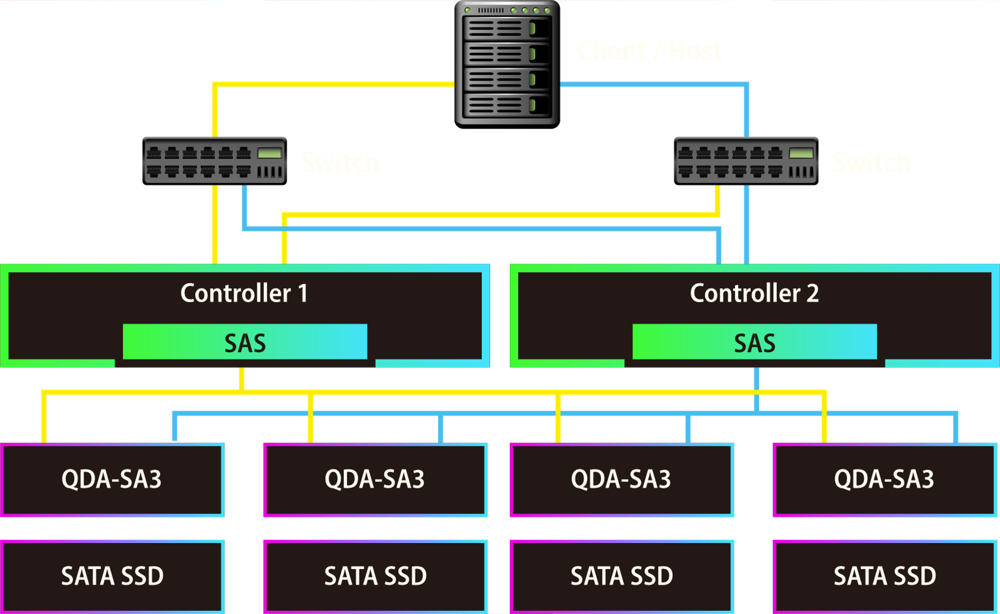 Client / Host
Switch
Switch
Controller 1
Controller 2
SAS
SAS
QDA-SA3
QDA-SA3
QDA-SA3
QDA-SA3
SATA SSD
SATA SSD
SATA SSD
SATA SSD